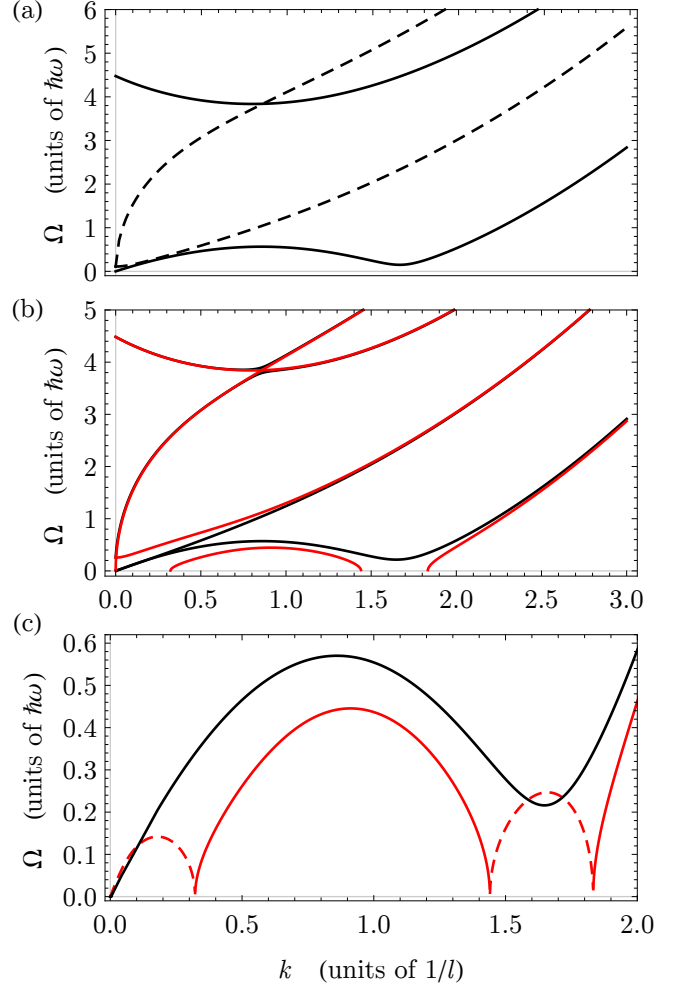 (a)
6
5
4
3
2
1
0
Ω (units of ħω)
(b)
5
4
3
2
1
0
Ω (units of ħω)
0.0 0.5 1.0 1.5 2.0 2.5 3.0
(c)
0.6
0.5
0.4
0.3
0.2
0.1
0.0
Ω (units of ħω)
0.0 0.5 1.0 1.5 2.0
k (units of 1/l)